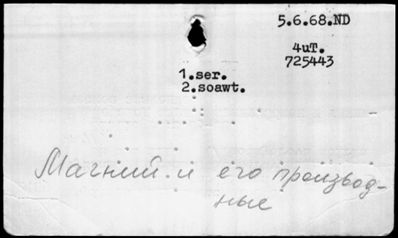 5.6.68.ND
4uT.
725443
1.ser.
2.soawt.
Магний и его производ-
ные